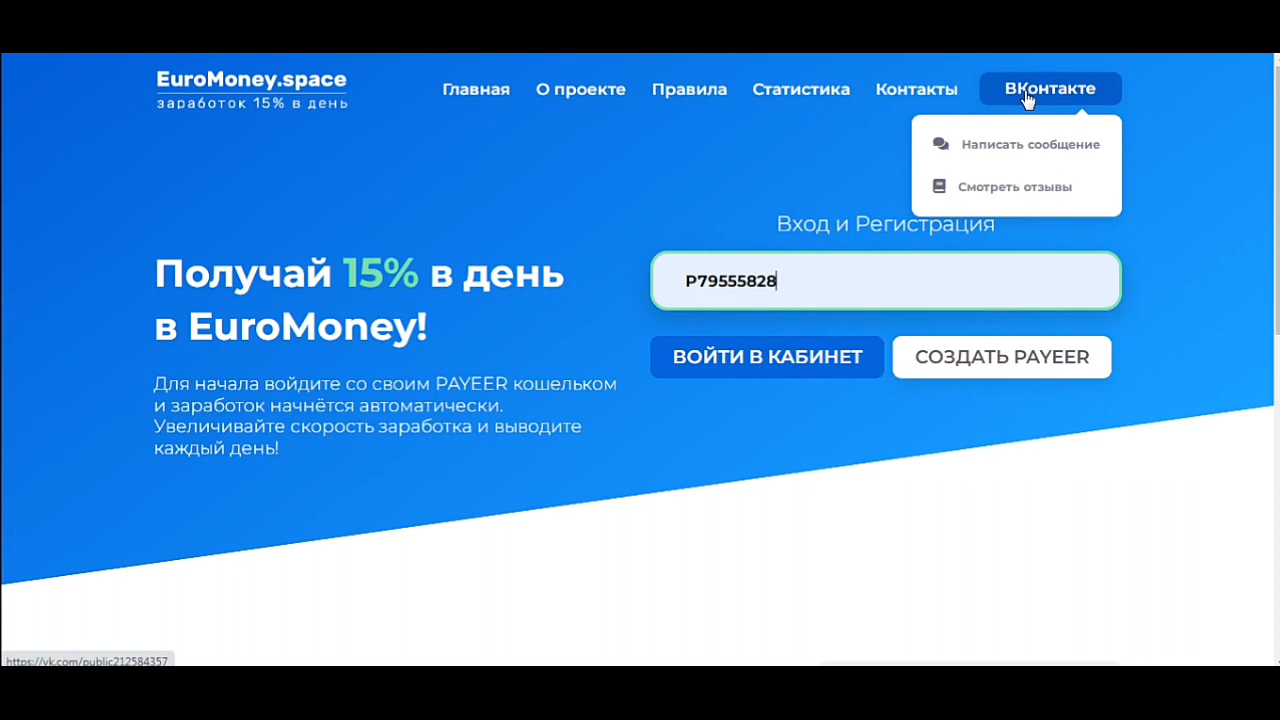 EuroMoney.space
заработок 15% в день
Главная
О проекте
Правила
Статистика
Контакты
ВКонтакте
Написать сообщение
Смотреть отзывы
Вход и Регистрация
P79555828
ВОЙТИ В КАБИНЕТ
СОЗДАТЬ PAYEER
Получай 15% в день
в EuroMoney!
Для начала войдите со своим PAYEER кошельком
и заработок начнётся автоматически.
Увеличивайте скорость заработка и выводите
каждый день!
https://vk.com/public212584357